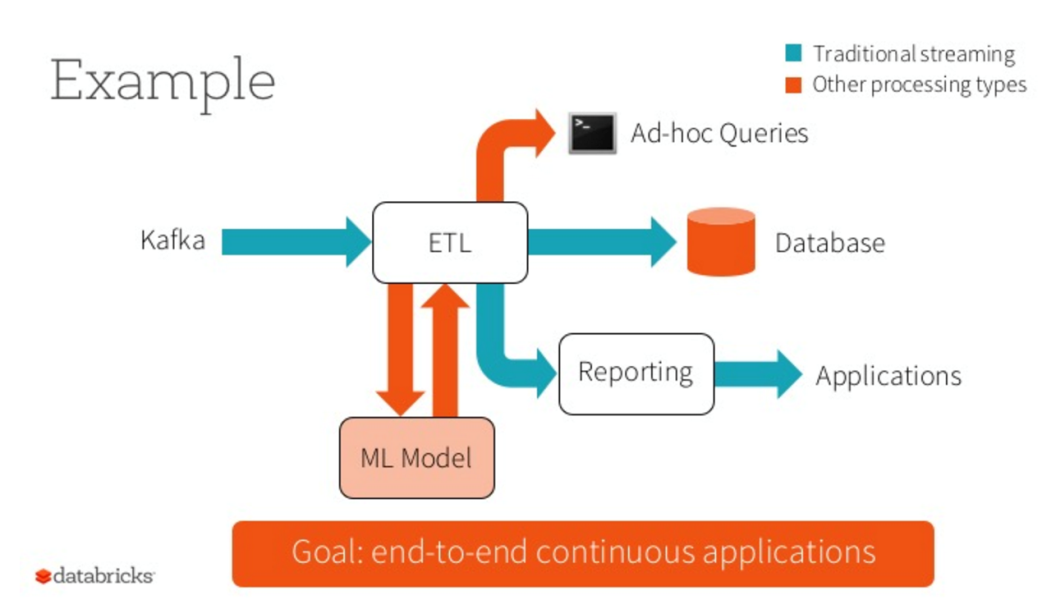 Example
Traditional streaming
Other processing types
>_
Ad-hoc Queries
Kafka
ETL
Database
Reporting
Applications
ML Model
Goal: end-to-end continuous applications
databricks